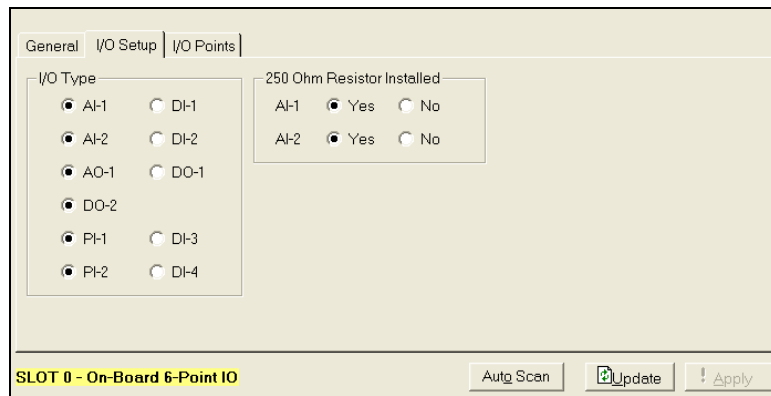 General I/O Setup I/O Points
I/O Type 250 Ohm Resistor Installed
AI-1 DI-1 AI-1 Yes No
AI-2 DI-2 AI-2 Yes No
AO-1 DO-1
DO-2
PI-1 DI-3
PI-2 DI-4
SLOT 0 - On-Board 6-Point IO Auto Scan Update ! Apply